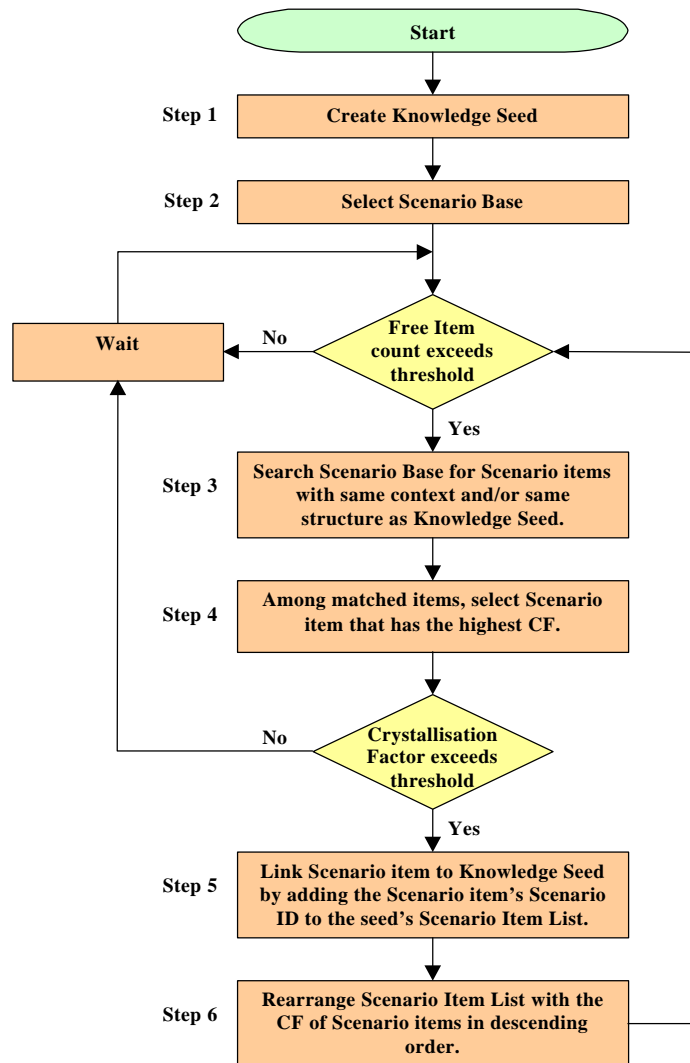 Start
Step 1
Create Knowledge Seed
Step 2
Select Scenario Base
Wait
No
Free Item
count exceeds
threshold
Yes
Step 3
Search Scenario Base for Scenario items
with same context and/or same
structure as Knowledge Seed.
Step 4
Among matched items, select Scenario
item that has the highest CF.
No
Crystallisation
Factor exceeds
threshold
Yes
Step 5
Link Scenario item to Knowledge Seed
by adding the Scenario item's Scenario
ID to the seed's Scenario Item List.
Step 6
Rearrange Scenario Item List with the
CF of Scenario items in descending
order.